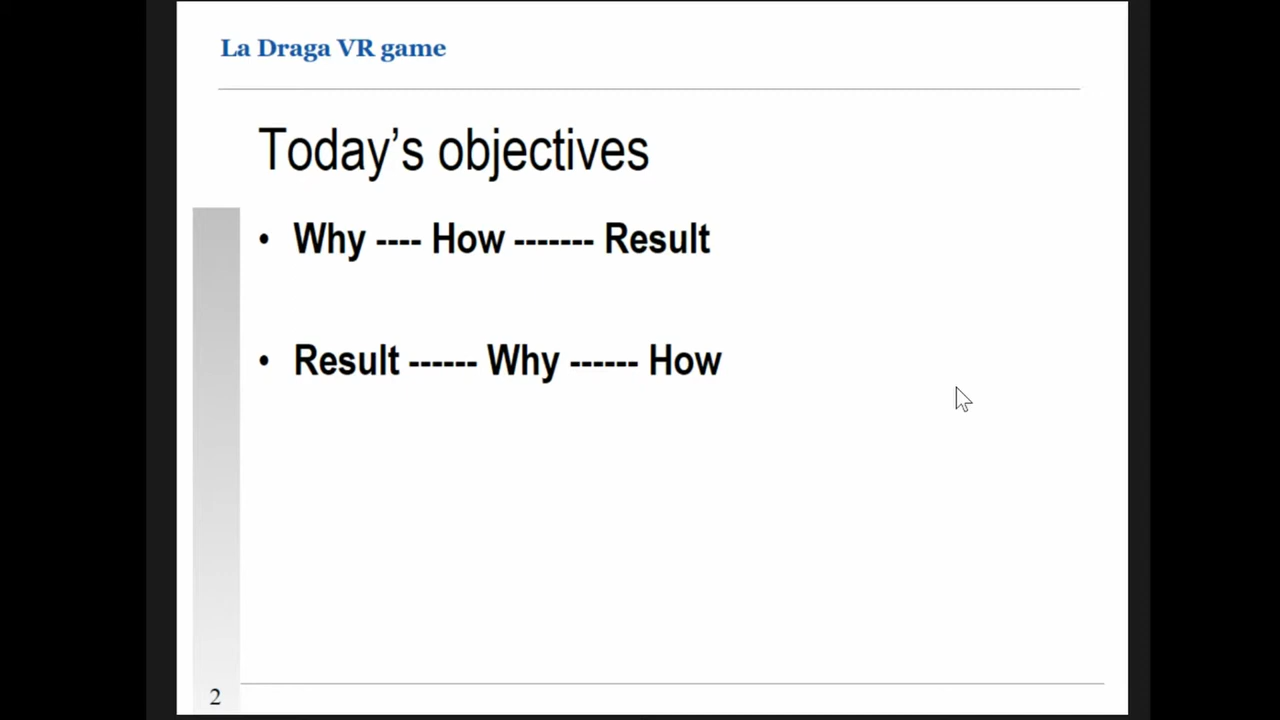 La Draga VR game
Today's objectives
• Why ---- How ------- Result
• Result ------ Why ------ How
2